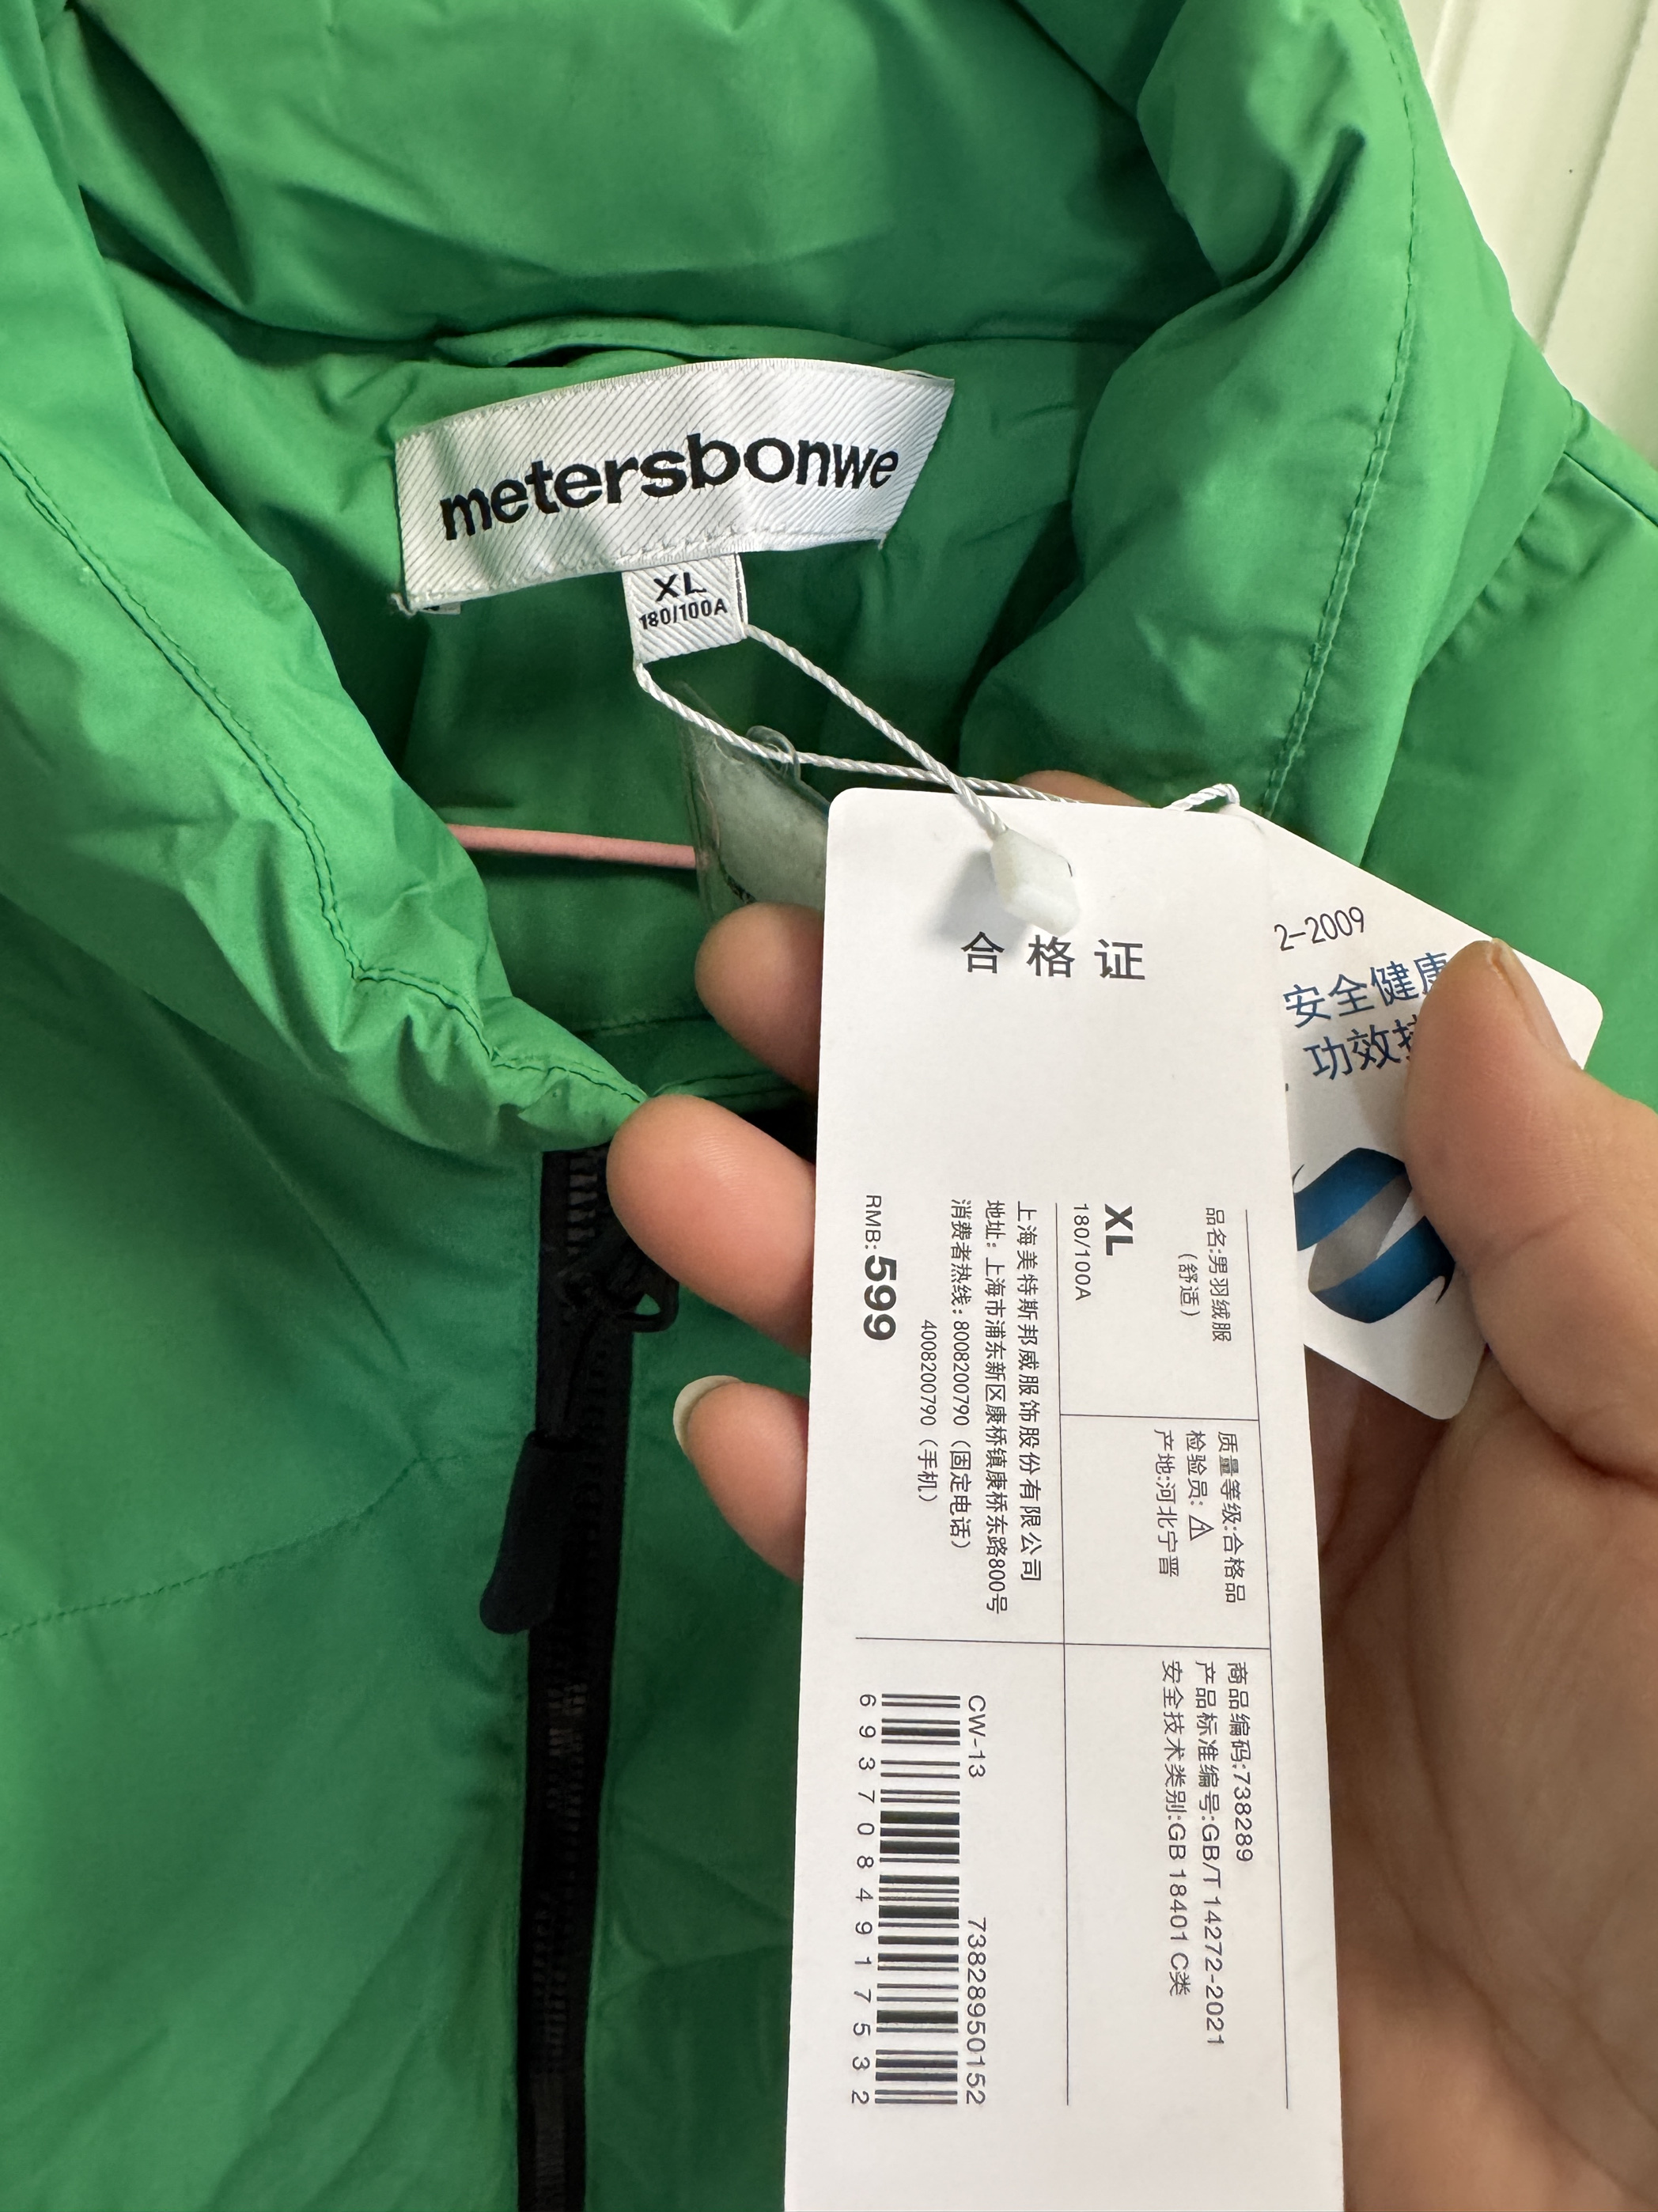 metersbonwe
XL
180/100A
合格证
品名:男羽绒服
(舒适)
XL
180/100A
质量等级:合格品
检验员:
产地:河北宁晋
商品编码:738289
产品标准编号:GB/T 14272-2021
安全技术类别:GB 18401 C类
上海美特斯邦威服饰股份有限公司
地址: 上海市浦东新区康桥镇康桥东路800号
消费者热线: 8008200790 (固定电话)
4008200790 (手机)
RMB:599
CW-13 73828950152
6937084917532
2-2009
安全健康
功效